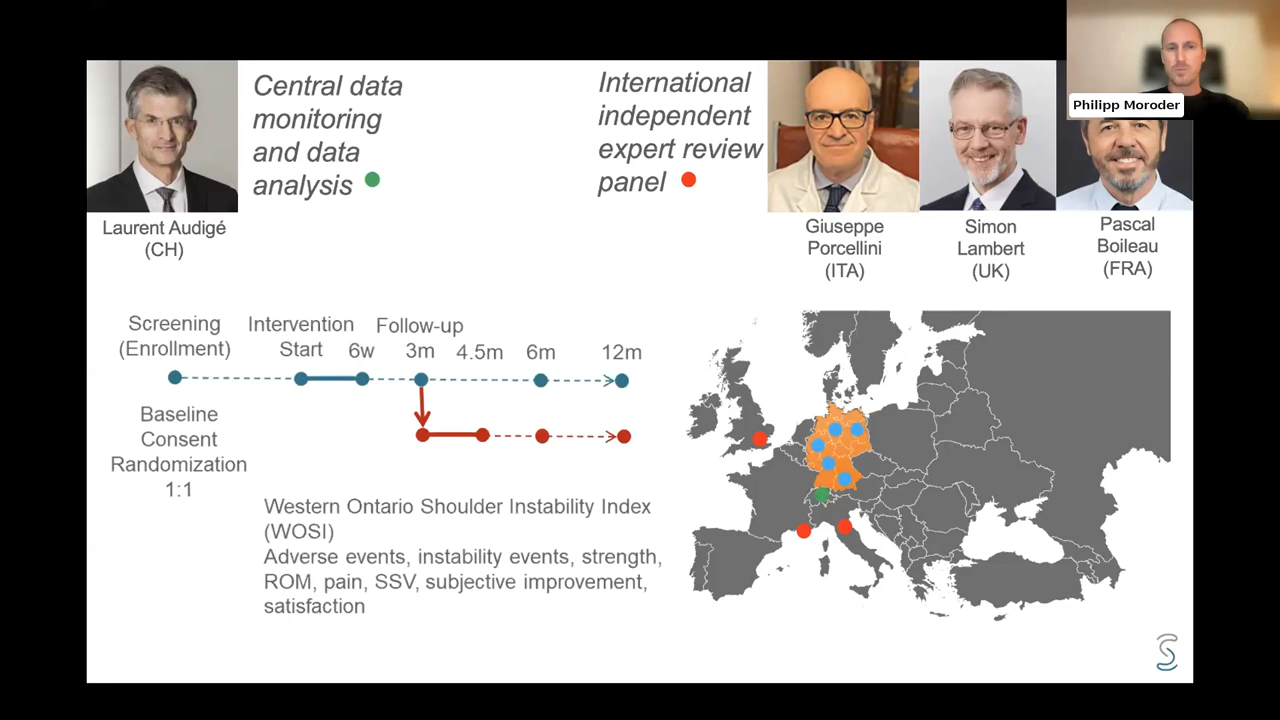 Philipp Moroder
Central data
monitoring
and data
analysis
International
independent
expert review
panel
Laurent Audigé
(CH)
Giuseppe
Porcellini
(ITA)
Simon
Lambert
(UK)
Pascal
Boileau
(FRA)
Screening
(Enrollment)
Intervention
Start
6w
Follow-up
3m
4.5m
6m
12m
Baseline
Consent
Randomization
1:1
Western Ontario Shoulder Instability Index
(WOSI)
Adverse events, instability events, strength,
ROM, pain, SSV, subjective improvement,
satisfaction